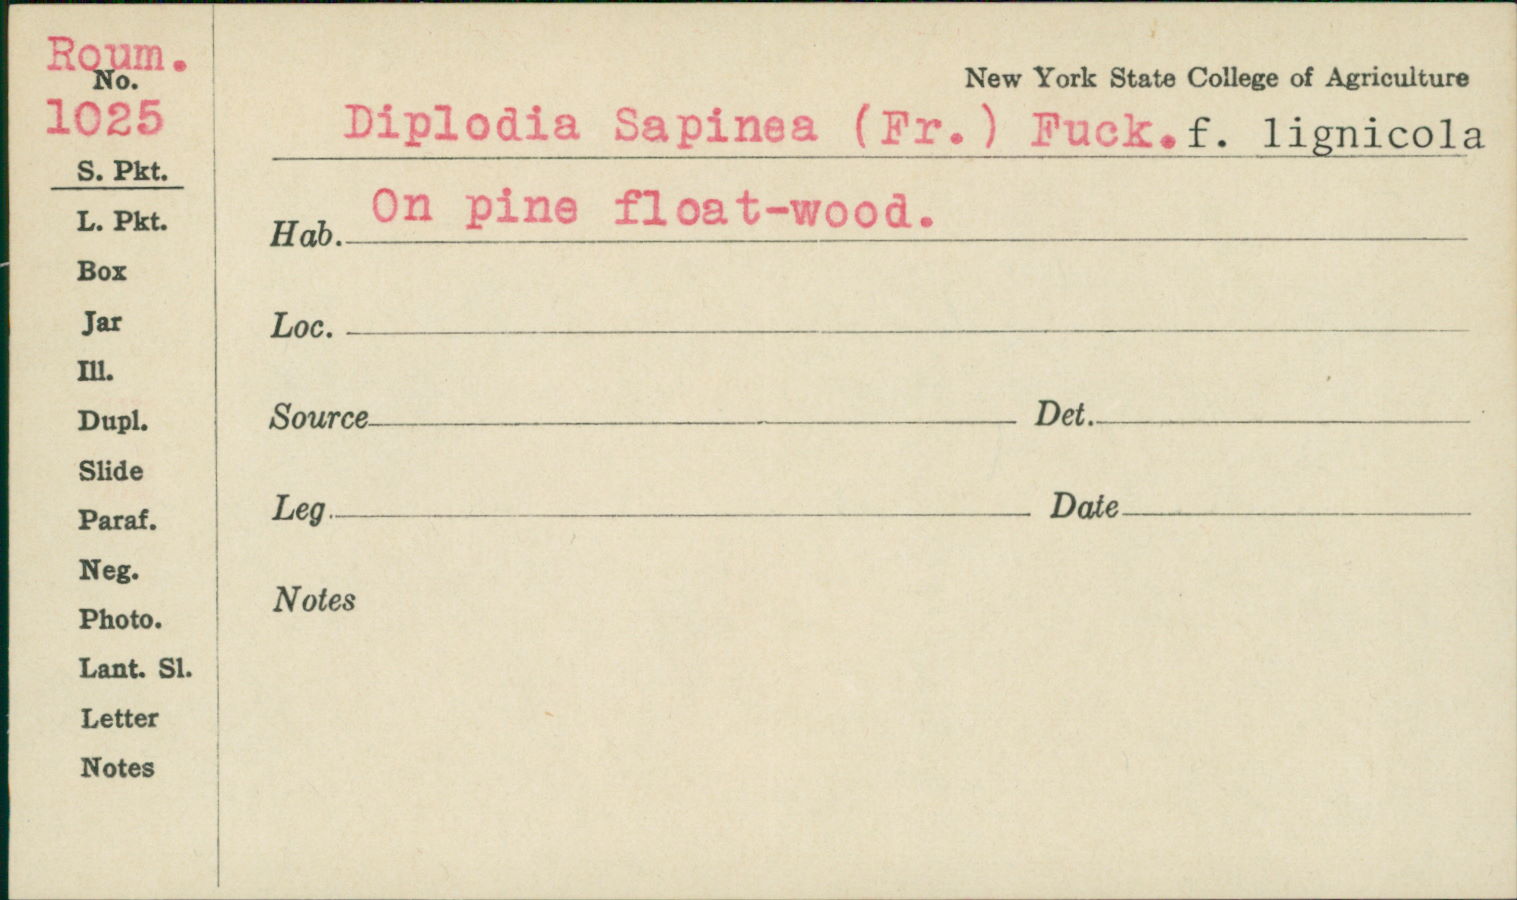 Roum.
No.
1025
S. Pkt.
L. Pkt.
Box
Jar
Ill.
Dupl.
Slide
Paraf.
Neg.
Photo.
Lant. Sl.
Letter
Notes
New York State College of Agriculture
Diplodia Sapinea (Fr.) Fuck. f. lignicola
Hab. On pine float-wood.
Loc.
Source Det.
Leg. Date
Notes